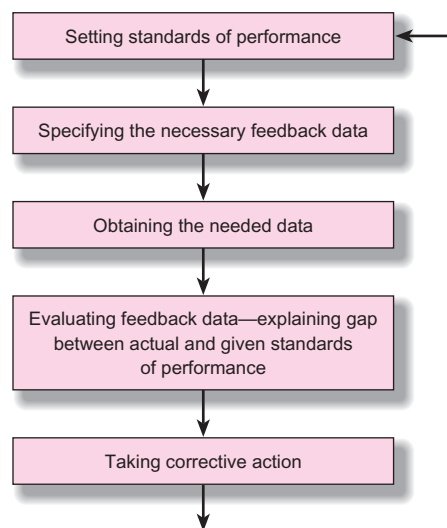 Setting standards of performance
Specifying the necessary feedback data
Obtaining the needed data
Evaluating feedback data—explaining gap
between actual and given standards
of performance
Taking corrective action